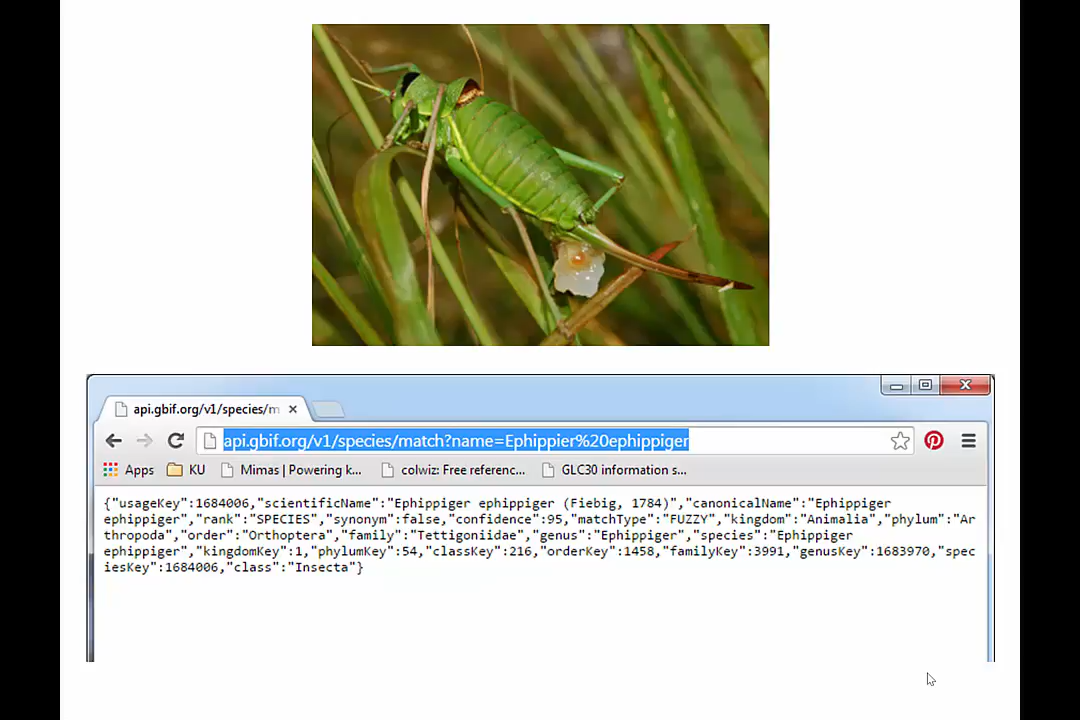 api.gbif.org/v1/species/m
api.gbif.org/v1/species/match?name=Ephippier%20ephippiger
Apps KU Mimas | Powering k... colwiz: Free referenc... GLC30 information s...
{"usageKey":1684006,"scientificName":"Ephippiger ephippiger (Fiebig, 1784)","canonicalName":"Ephippiger
ephippiger","rank":"SPECIES","synonym":false,"confidence":95,"matchType":"FUZZY","kingdom":"Animalia","phylum":"Ar
thropoda","order":"Orthoptera","family":"Tettigoniidae","genus":"Ephippiger","species":"Ephippiger
ephippiger","kingdomKey":1,"phylumKey":54,"classKey":216,"orderKey":1458,"familyKey":3991,"genusKey":1683970,"spec
iesKey":1684006,"class":"Insecta"}